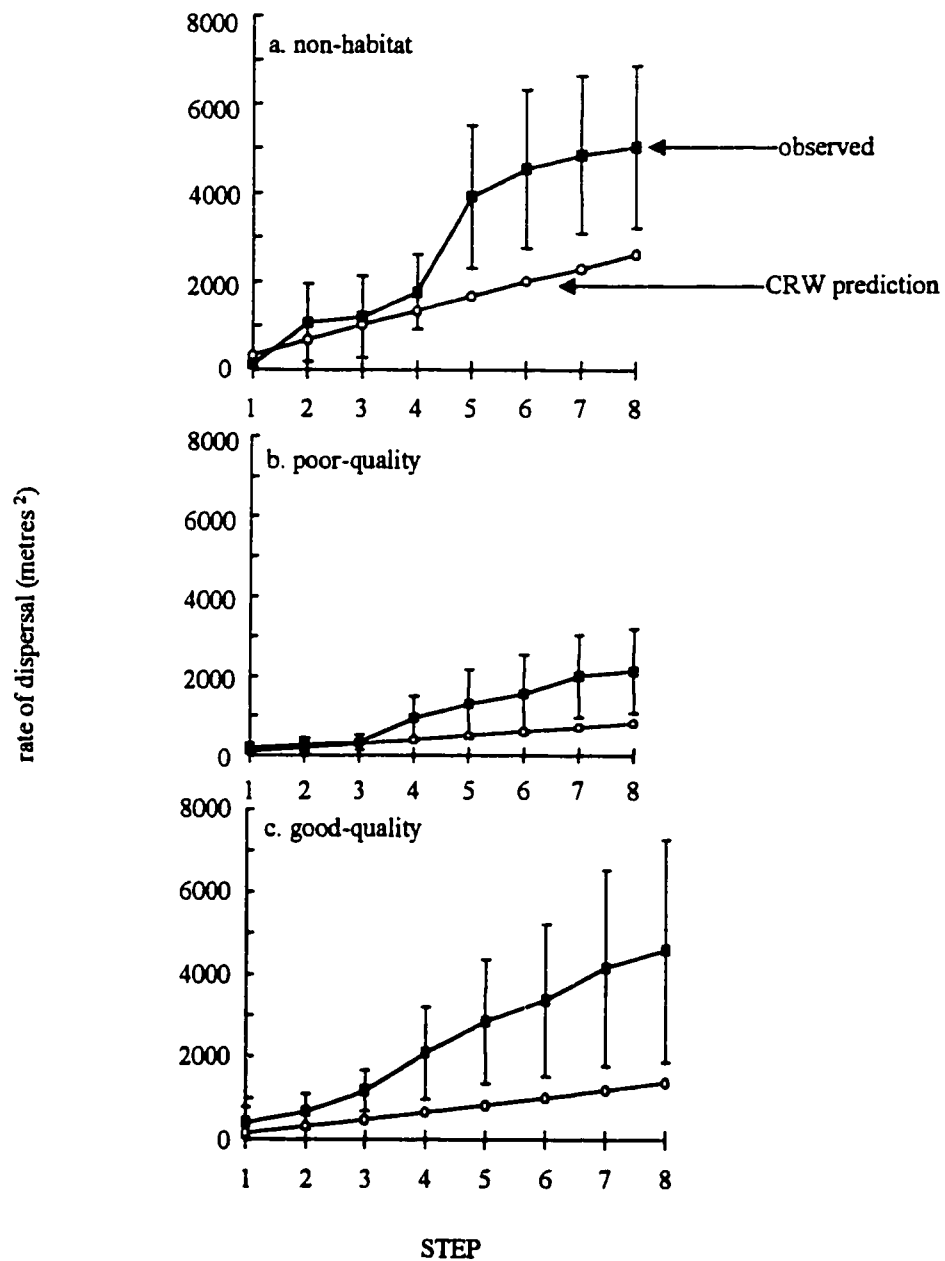 8000
a. non-habitat
6000
observed
4000
2000
CRW prediction
0
1 2 3 4 5 6 7 8
8000
b. poor-quality
6000
4000
2000
0
1 2 3 4 5 6 7 8
rate of dispersal (metres ²)
8000
c. good-quality
6000
4000
2000
0
1 2 3 4 5 6 7 8
STEP